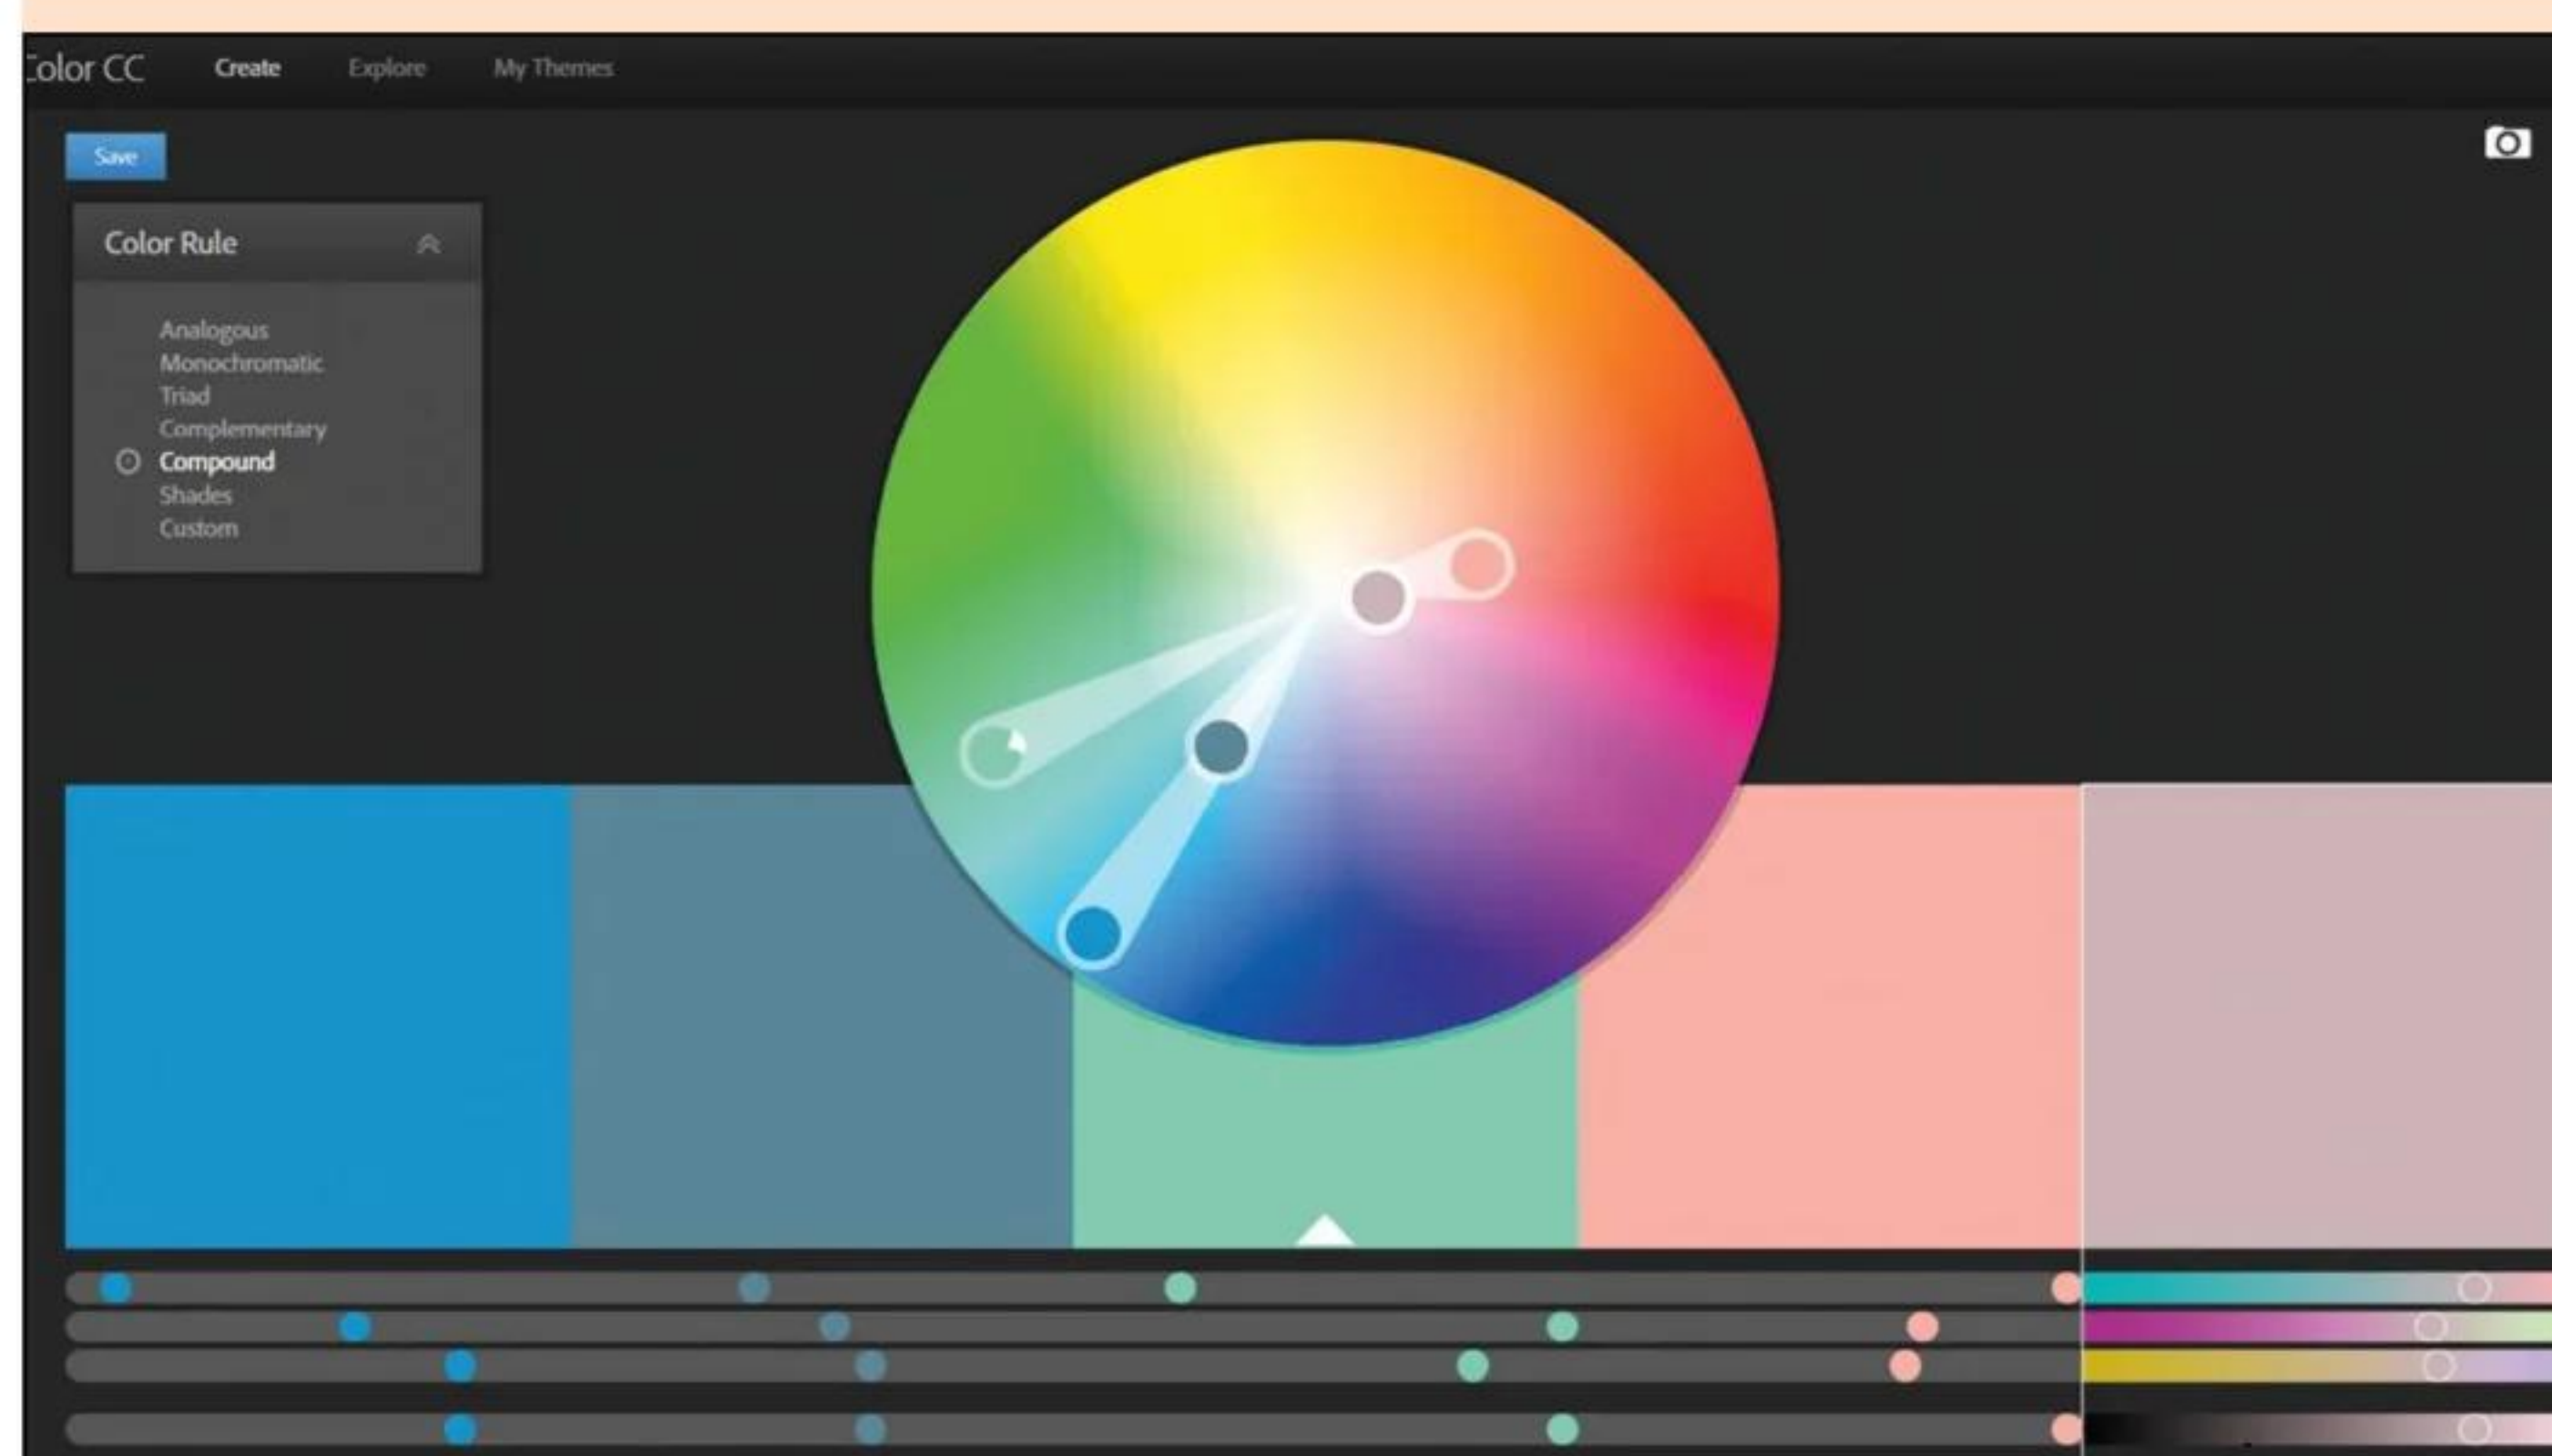 Color CC Create Explore My Themes
Save
Color Rule
Analogous
Monochromatic
Triad
Complementary
Compound
Shades
Custom